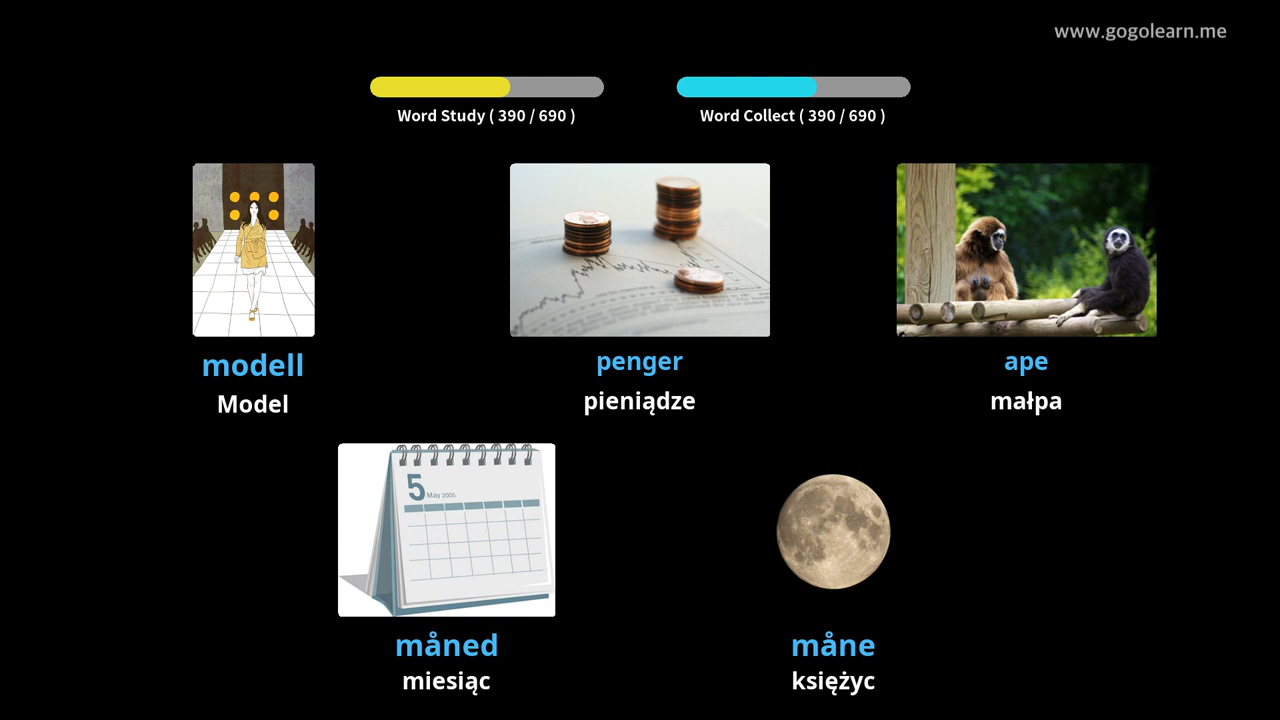 www.gogolearn.me
Word Study ( 390 / 690 )
Word Collect ( 390 / 690 )
modell
Model
penger
pieniądze
ape
małpa
5 May 2005
måned
miesiąc
måne
księżyc